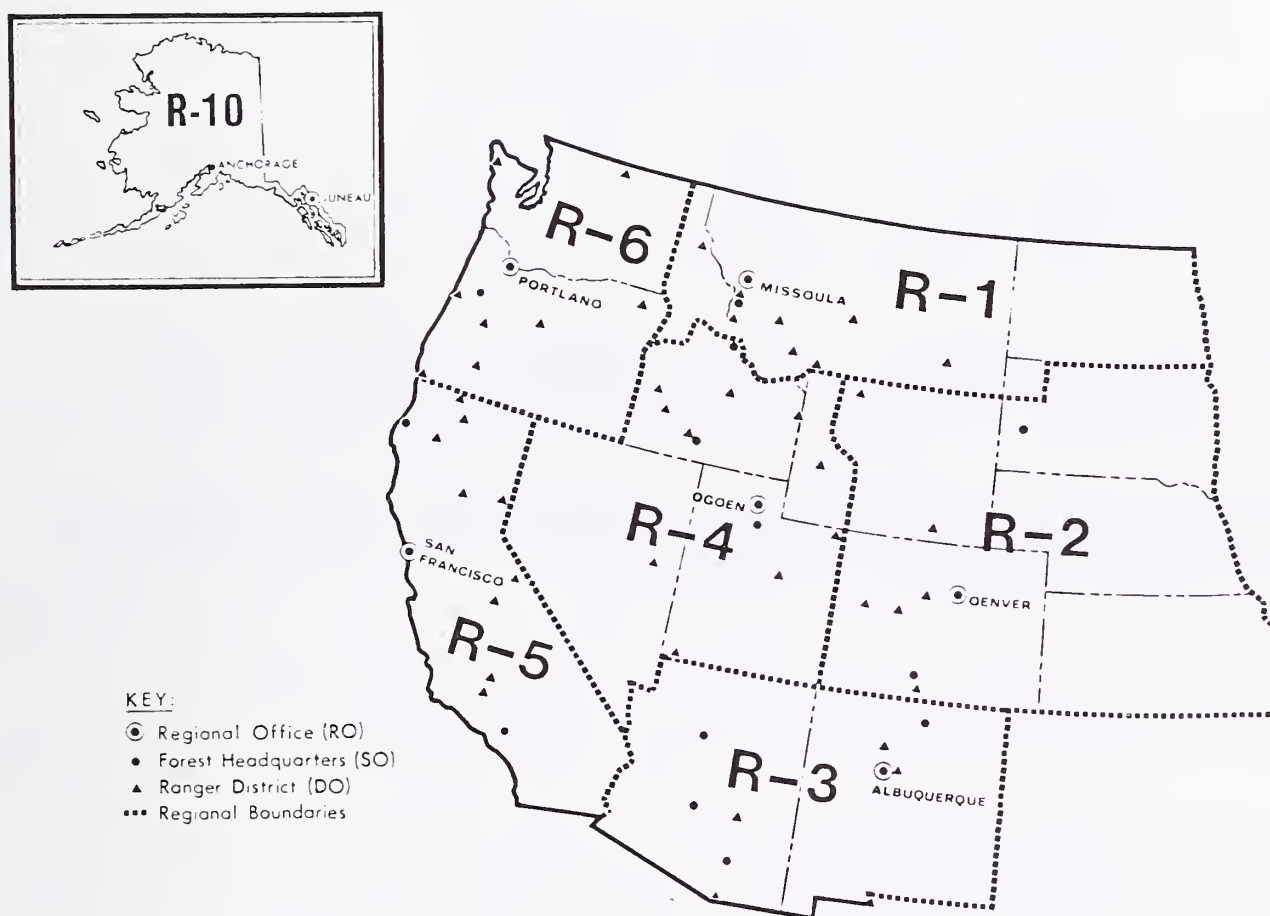 R-10
ANCHORAGE
JUNEAU
R-6
PORTLAND
MISSOULA
R-1
OGDEN
R-4
R-2
SAN
FRANCISCO
DENVER
R-5
KEY:
Regional Office (RO)
Forest Headquarters (SO)
Ranger District (DO)
Regional Boundaries
R-3
ALBUQUERQUE